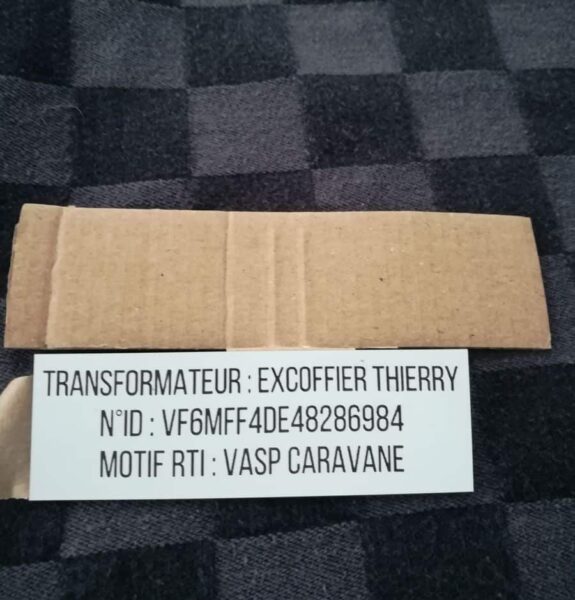 TRANSFORMATEUR : EXCOFFIER THIERRY
N°ID : VF6MFF4DE48286984
MOTIF RTI : VASP CARAVANE